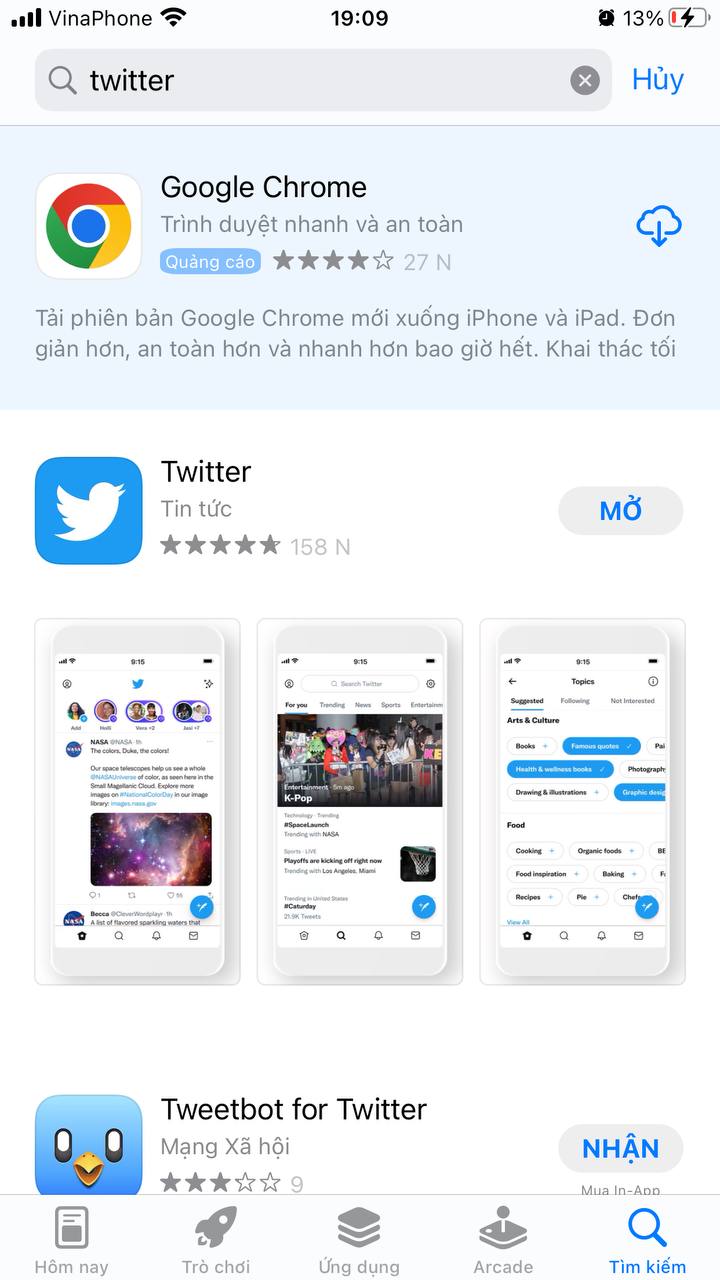 VinaPhone 19:09 13%
twitter Hủy
Google Chrome
Trình duyệt nhanh và an toàn
Quảng cáo 27 N
Tải phiên bản Google Chrome mới xuống iPhone và iPad. Đơn
giản hơn, an toàn hơn và nhanh hơn bao giờ hết. Khai thác tối
Twitter
Tin tức
MỞ
158 N
9:15
Add Holli Vera +2 Jasi +7
NASA @NASA · 1h
The colors, Duke, the colors!
Our space telescopes help us see a whole
@NASAUniverse of color, as seen here in the
Small Magellanic Cloud. Explore more
images on #NationalColorDay in our image
library: images.nasa.gov
1 55
Becca @CleverWordplayr · 1h
A list of flavored sparkling waters that
9:15
Search Twitter
For you Trending News Sports Entertainm
Entertainment · 5m ago
K-Pop
Technology · Trending
#SpaceLaunch
Trending with NASA
Sports · LIVE
Playoffs are kicking off right now
Trending with Los Angeles, Miami
Trending in United States
#Caturday
21.9K Tweets
9:15
Topics
Suggested Following Not Interested
Arts & Culture
Books + Famous quotes ✓ Pai
Health & wellness books ✓ Photography
Drawing & illustrations + Graphic desig
Food
Cooking + Organic foods + BE
Food inspiration + Baking +
Recipes + Pie + Chefs
View All
Tweetbot for Twitter
Mạng Xã hội
NHẬN
9
Mua In-App
Hôm nay Trò chơi Ứng dụng Arcade Tìm kiếm